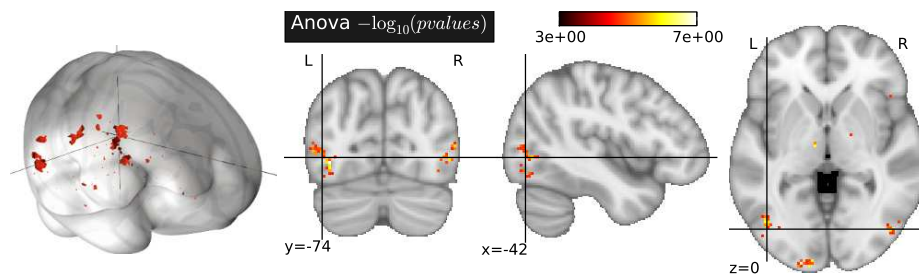 Anova −log₁₀(pvalues)
3e+00 7e+00
L R
L R
y=-74
x=-42
z=0